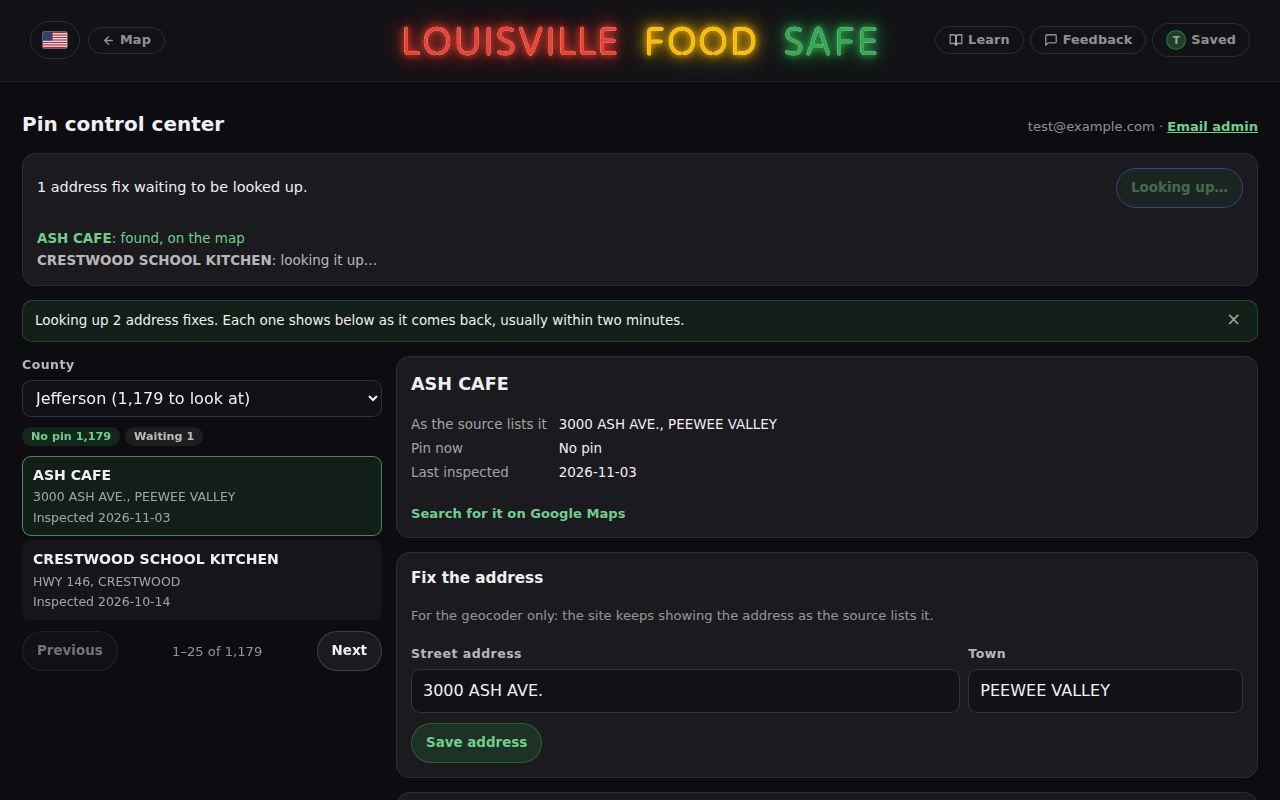 Map
LOUISVILLE FOOD SAFE
Learn
Feedback
T Saved
Pin control center
test@example.com · Email admin
1 address fix waiting to be looked up.
Looking up…
ASH CAFE: found, on the map
CRESTWOOD SCHOOL KITCHEN: looking it up…
Looking up 2 address fixes. Each one shows below as it comes back, usually within two minutes.
County
Jefferson (1,179 to look at)
No pin 1,179
Waiting 1
ASH CAFE
3000 ASH AVE., PEEWEE VALLEY
Inspected 2026-11-03
CRESTWOOD SCHOOL KITCHEN
HWY 146, CRESTWOOD
Inspected 2026-10-14
Previous
1–25 of 1,179
Next
ASH CAFE
As the source lists it 3000 ASH AVE., PEEWEE VALLEY
Pin now No pin
Last inspected 2026-11-03
Search for it on Google Maps
Fix the address
For the geocoder only: the site keeps showing the address as the source lists it.
Street address
Town
3000 ASH AVE.
PEEWEE VALLEY
Save address